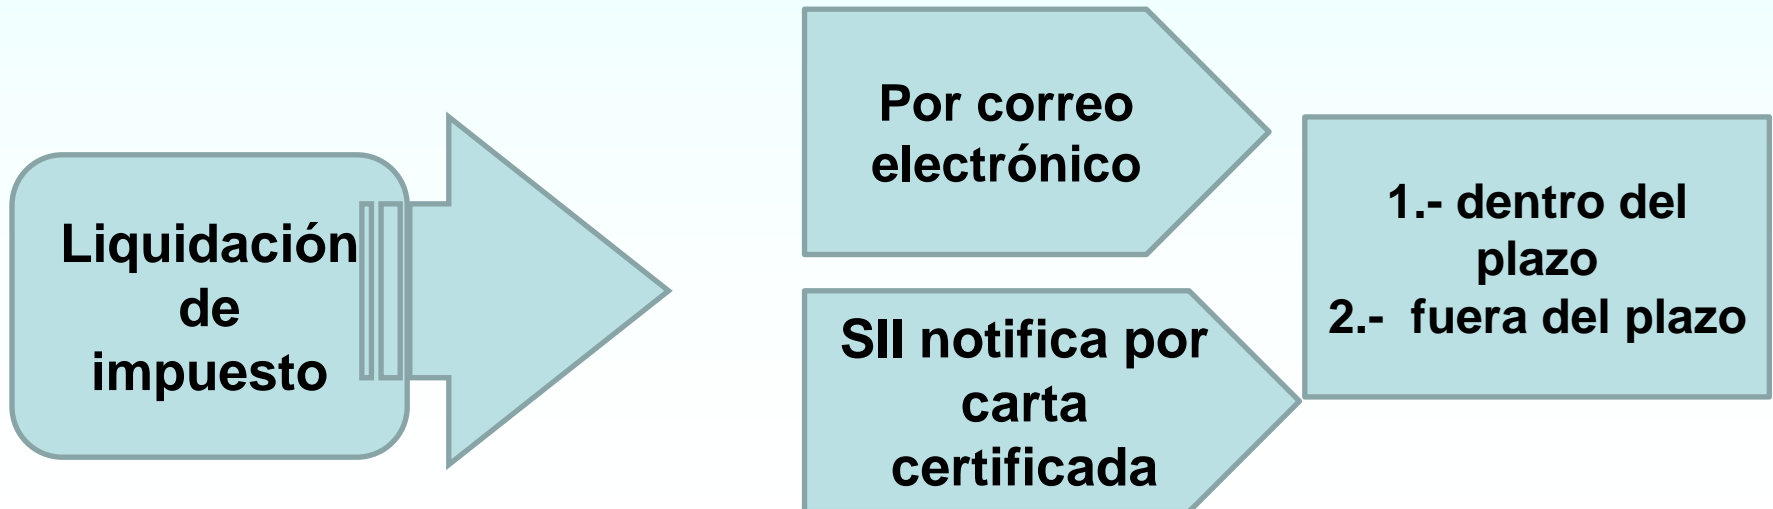 Liquidación
de
impuesto
Por correo
electrónico
SII notifica por
carta
certificada
1.- dentro del
plazo
2.- fuera del plazo